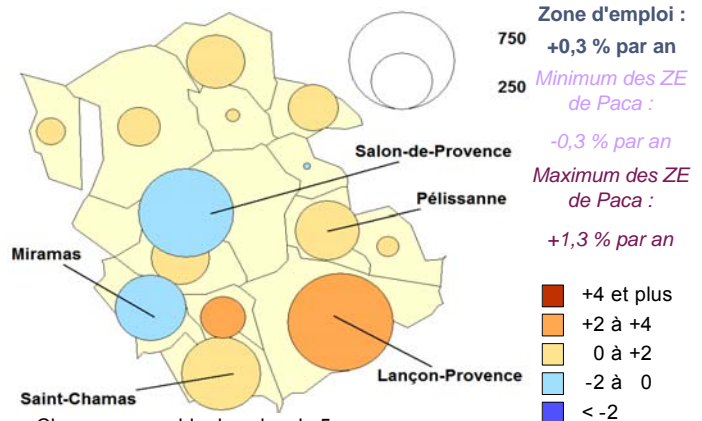 750
250
Salon-de-Provence
Pélissanne
Miramas
Lançon-Provence
Saint-Chamas
Zone d'emploi :
+0,3 % par an
Minimum des ZE
de Paca :
-0,3 % par an
Maximum des ZE
de Paca :
+1,3 % par an
+4 et plus
+2 à +4
0 à +2
-2 à 0
< -2